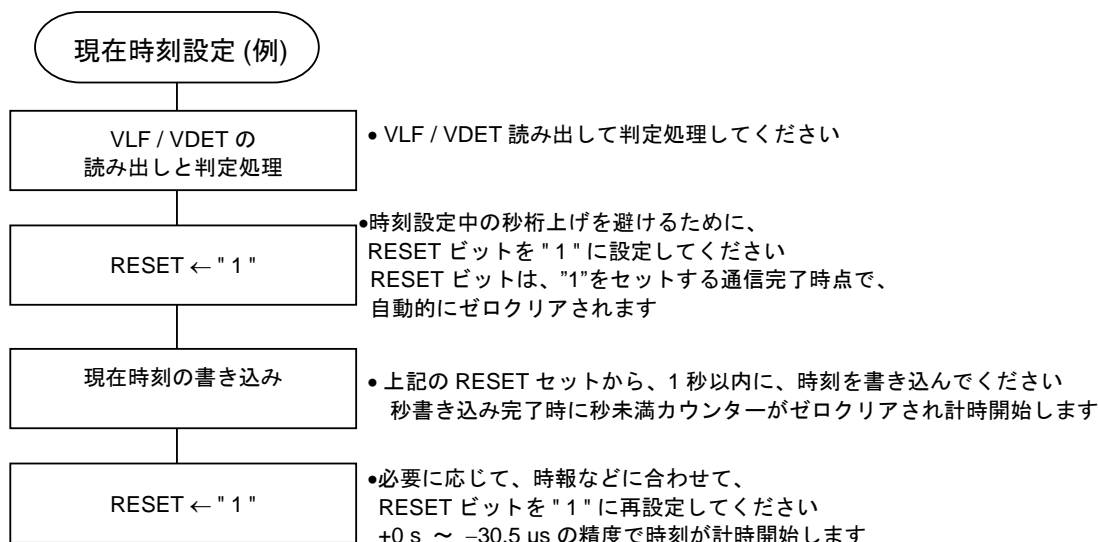 現在時刻設定 (例)
VLF / VDET の
読み出しと判定処理
• VLF / VDET 読み出して判定処理してください
RESET ← " 1 "
•時刻設定中の秒桁上げを避けるために、
RESET ビットを " 1 " に設定してください
RESET ビットは、”1”をセットする通信完了時点で、
自動的にゼロクリアされます
現在時刻の書き込み
• 上記の RESET セットから、1 秒以内に、時刻を書き込んでください
秒書き込み完了時に秒未満カウンターがゼロクリアされ計時開始します
RESET ← " 1 "
•必要に応じて、時報などに合わせて、
RESET ビットを " 1 " に再設定してください
+0 s ～ −30.5 µs の精度で時刻が計時開始します